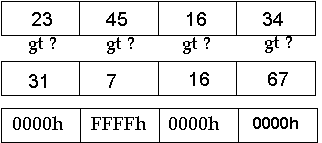 23 45 16 34
gt ? gt ? gt ? gt ?
31 7 16 67
0000h FFFFh 0000h 0000h